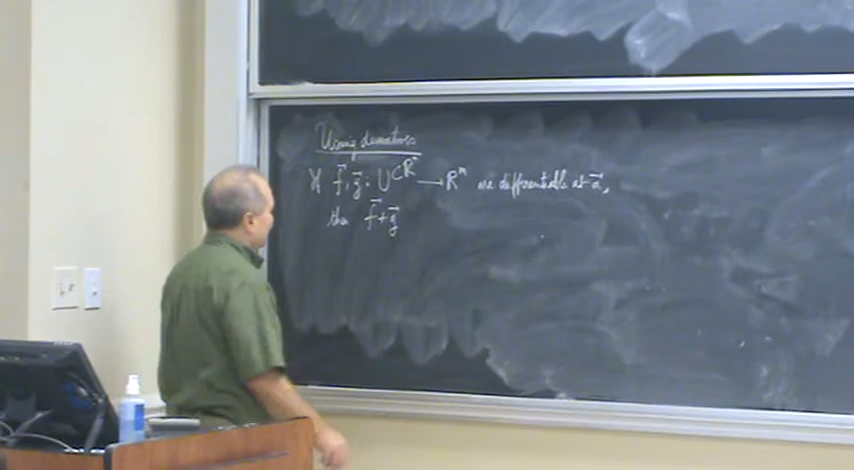 Using derivatives
If f⃗, g⃗ : U ⊂ ℝⁿ → ℝᵐ are differentiable at a⃗,
then f⃗ + g⃗